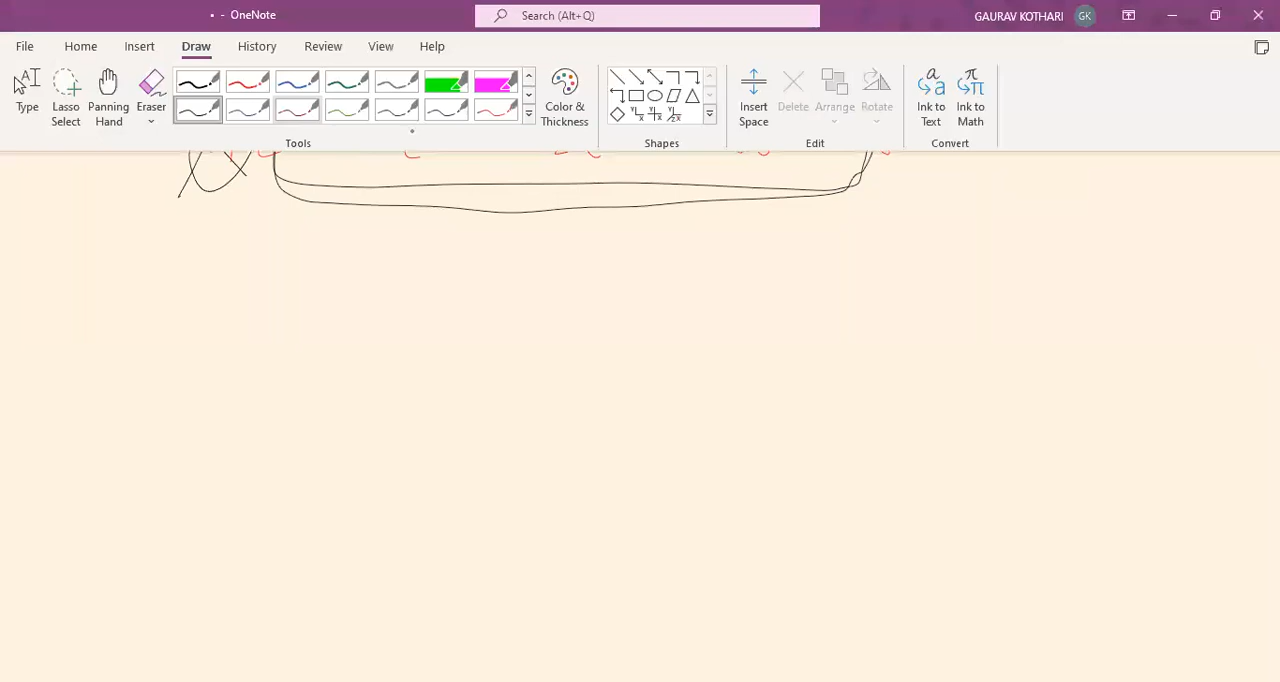 - OneNote
Search (Alt+Q)
GAURAV KOTHARI GK
File Home Insert Draw History Review View Help
Type
Lasso Select
Panning Hand
Eraser
Color & Thickness
Insert Space
Delete
Arrange
Rotate
Ink to Text
Ink to Math
Tools Shapes Edit Convert